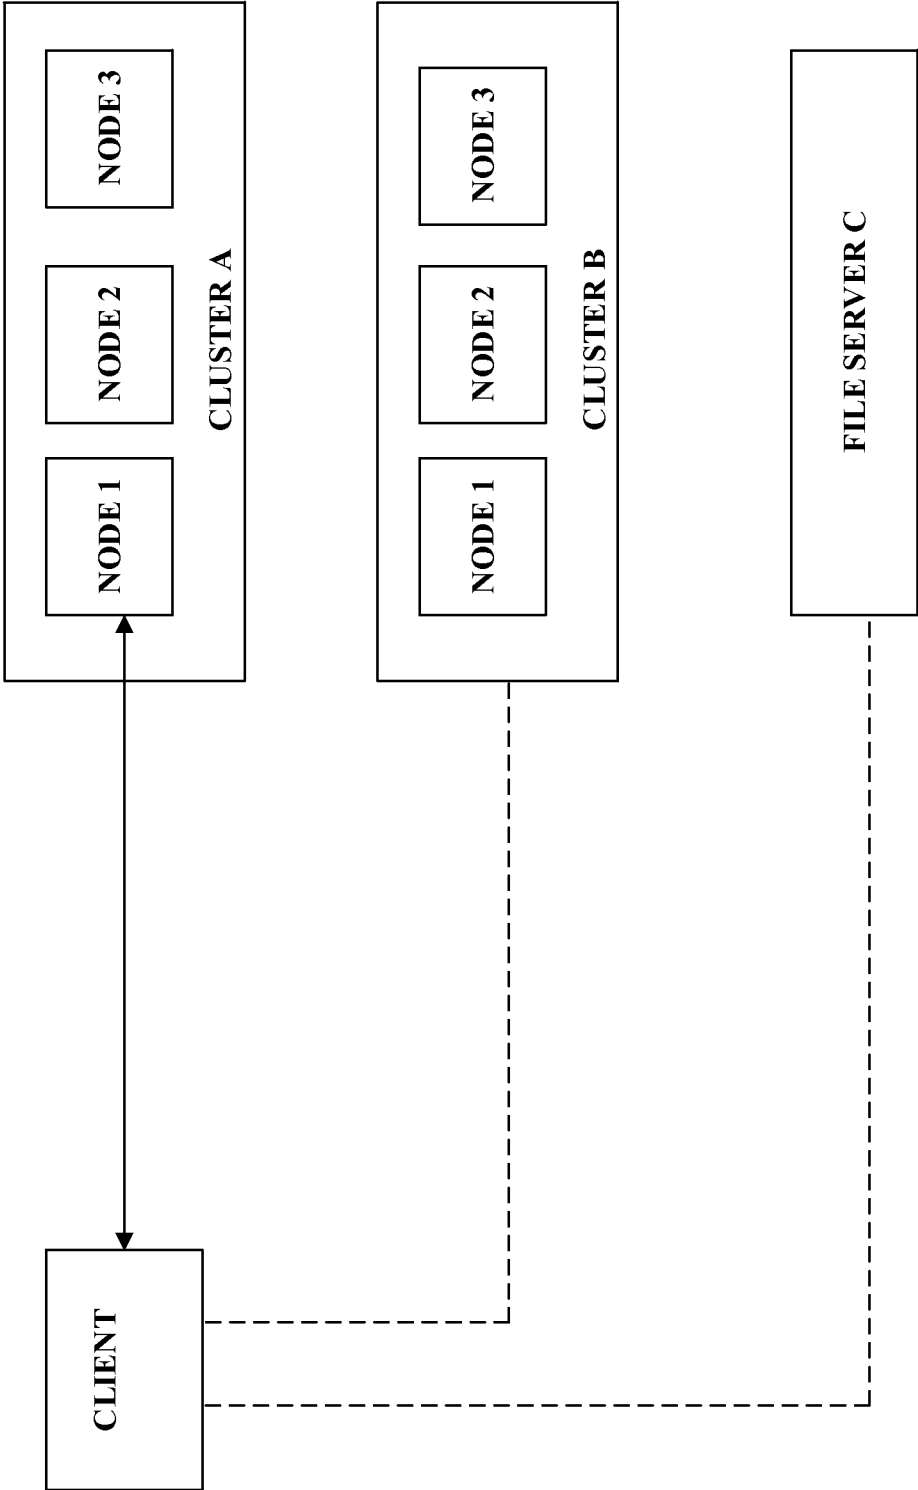 CLIENT
NODE 1
NODE 2
NODE 3
CLUSTER A
NODE 1
NODE 2
NODE 3
CLUSTER B
FILE SERVER C